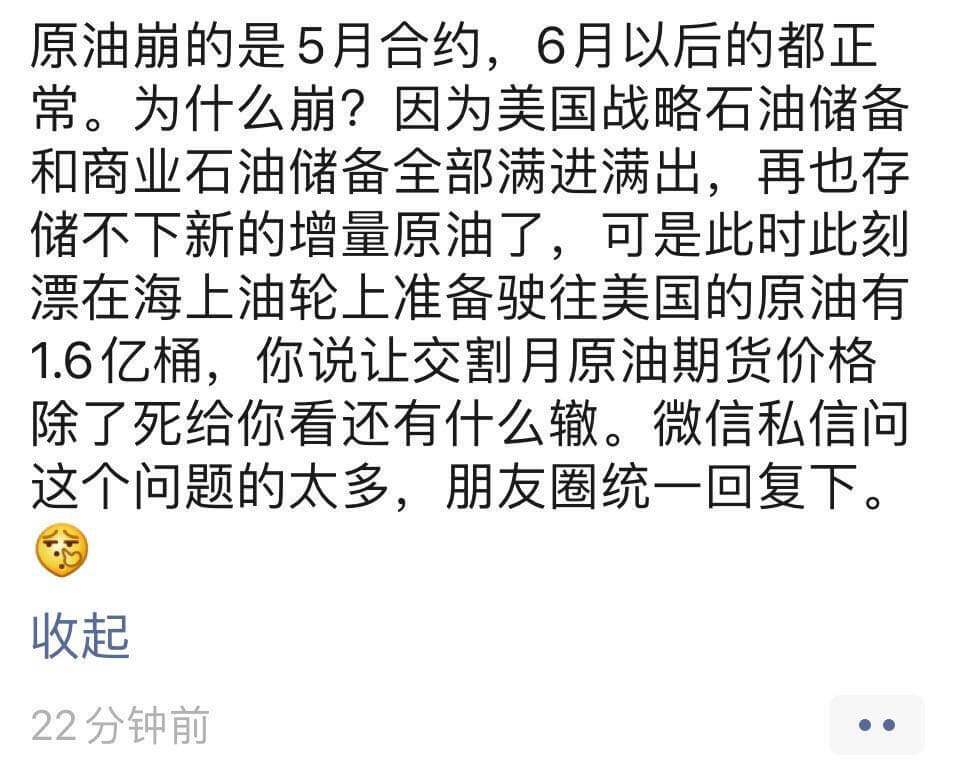 原油崩的是5月合约，6月以后的都正
常。为什么崩？因为美国战略石油储备
和商业石油储备全部满进满出，再也存
储不下新的增量原油了，可是此时此刻
漂在海上油轮上准备驶往美国的原油有
1.6亿桶，你说让交割月原油期货价格
除了死给你看还有什么辙。微信私信问
这个问题的太多，朋友圈统一回复下。
收起
22分钟前